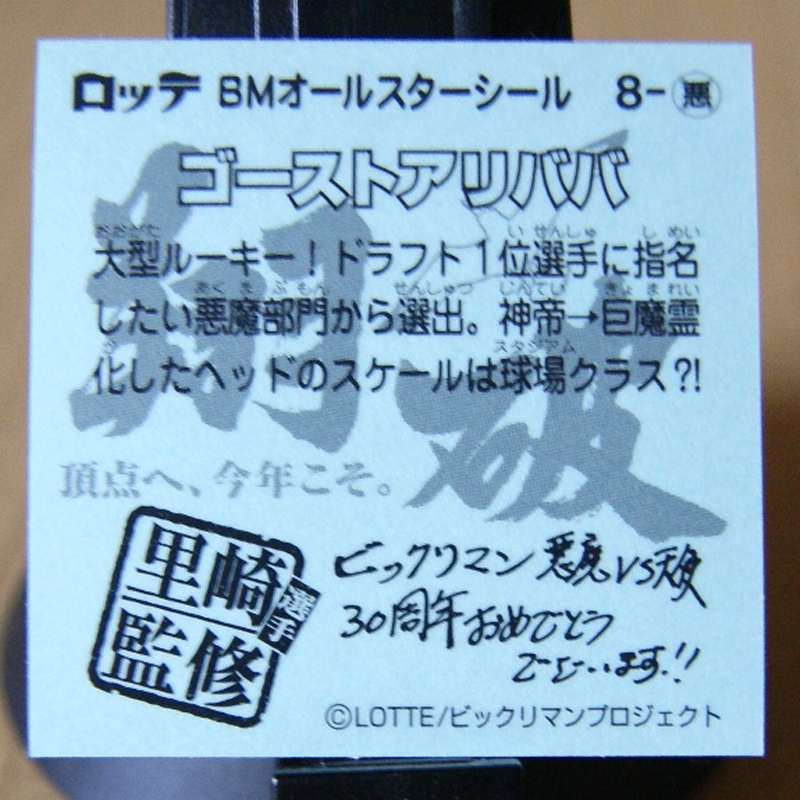 ロッテ BMオールスターシール 8-悪
ゴーストアリババ
大型ルーキー！ドラフト1位選手に指名
したい悪魔部門から選出。神帝→巨魔霊
化したヘッドのスケールは球場クラス?!
頂点へ、今年こそ。
里崎
選手
監修
ビックリマン 悪魔VS天使
30周年おめでとう
ございます!!
©LOTTE/ビックリマンプロジェクト